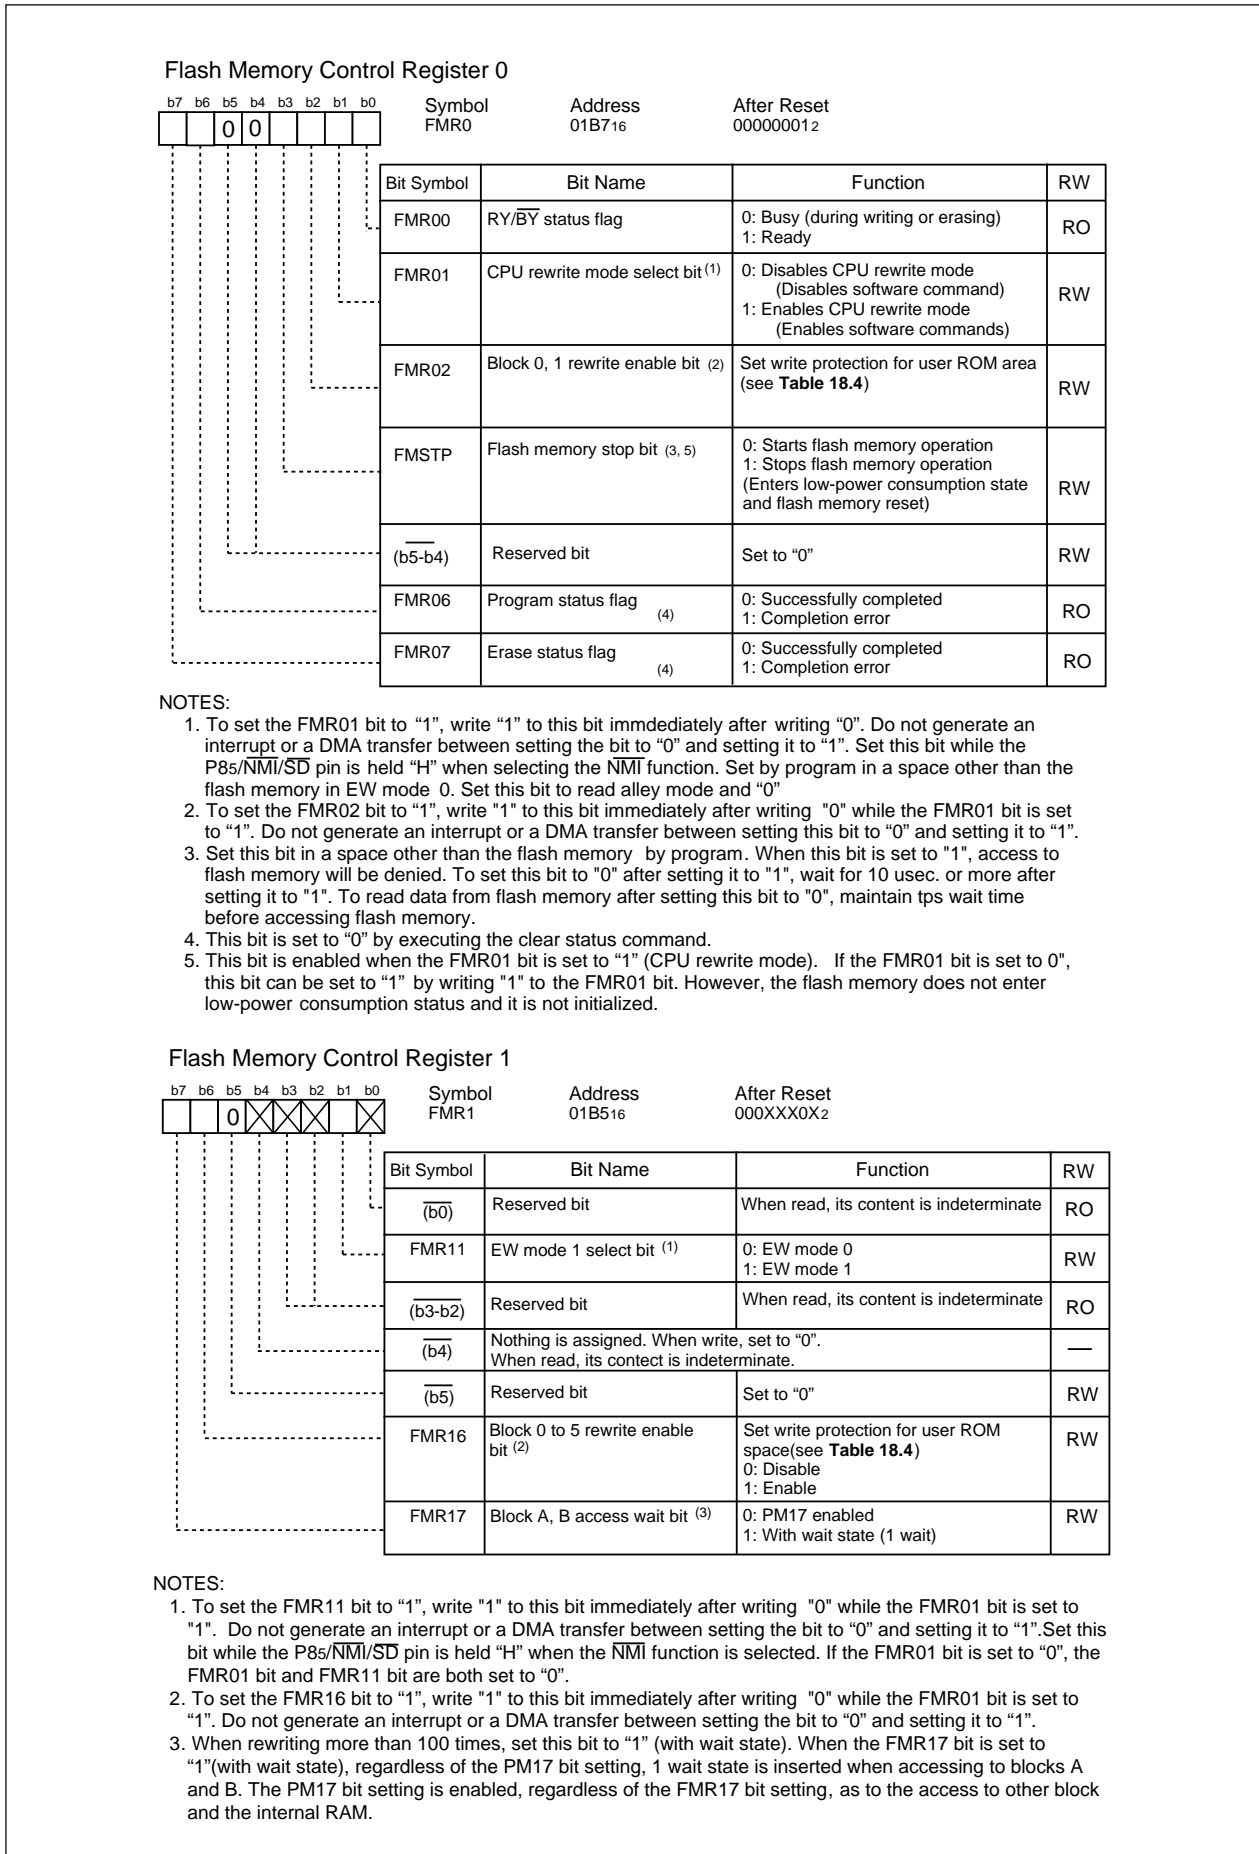 Flash Memory Control Register 0
b7 b6 b5 b4 b3 b2 b1 b0
0 0
Symbol Address After Reset
FMR0 01B716 000000012
Bit Symbol Bit Name Function RW
FMR00 RY/BY status flag 0: Busy (during writing or erasing)
1: Ready RO
FMR01 CPU rewrite mode select bit (1) 0: Disables CPU rewrite mode
(Disables software command)
1: Enables CPU rewrite mode
(Enables software commands) RW
FMR02 Block 0, 1 rewrite enable bit (2) Set write protection for user ROM area
(see Table 18.4) RW
FMSTP Flash memory stop bit (3, 5) 0: Starts flash memory operation
1: Stops flash memory operation
(Enters low-power consumption state
and flash memory reset) RW
(b5-b4) Reserved bit Set to “0” RW
FMR06 Program status flag (4) 0: Successfully completed
1: Completion error RO
FMR07 Erase status flag (4) 0: Successfully completed
1: Completion error RO
NOTES:
1. To set the FMR01 bit to “1”, write “1” to this bit immdediately after writing “0”. Do not generate an
interrupt or a DMA transfer between setting the bit to “0” and setting it to “1”. Set this bit while the
P85/NMI/SD pin is held “H” when selecting the NMI function. Set by program in a space other than the
flash memory in EW mode 0. Set this bit to read alley mode and “0”
2. To set the FMR02 bit to “1”, write "1" to this bit immediately after writing "0" while the FMR01 bit is set
to “1”. Do not generate an interrupt or a DMA transfer between setting this bit to “0” and setting it to “1”.
3. Set this bit in a space other than the flash memory by program. When this bit is set to "1", access to
flash memory will be denied. To set this bit to "0" after setting it to "1", wait for 10 usec. or more after
setting it to "1". To read data from flash memory after setting this bit to "0", maintain tps wait time
before accessing flash memory.
4. This bit is set to “0” by executing the clear status command.
5. This bit is enabled when the FMR01 bit is set to “1” (CPU rewrite mode). If the FMR01 bit is set to 0",
this bit can be set to “1” by writing "1" to the FMR01 bit. However, the flash memory does not enter
low-power consumption status and it is not initialized.
Flash Memory Control Register 1
b7 b6 b5 b4 b3 b2 b1 b0
0
Symbol Address After Reset
FMR1 01B516 000XXX0X2
Bit Symbol Bit Name Function RW
(b0) Reserved bit When read, its content is indeterminate RO
FMR11 EW mode 1 select bit (1) 0: EW mode 0
1: EW mode 1 RW
(b3-b2) Reserved bit When read, its content is indeterminate RO
(b4) Nothing is assigned. When write, set to “0”.
When read, its contect is indeterminate. —
(b5) Reserved bit Set to “0” RW
FMR16 Block 0 to 5 rewrite enable
bit (2) Set write protection for user ROM
space(see Table 18.4)
0: Disable
1: Enable RW
FMR17 Block A, B access wait bit (3) 0: PM17 enabled
1: With wait state (1 wait) RW
NOTES:
1. To set the FMR11 bit to “1”, write "1" to this bit immediately after writing "0" while the FMR01 bit is set to
"1". Do not generate an interrupt or a DMA transfer between setting the bit to “0” and setting it to “1”.Set this
bit while the P85/NMI/SD pin is held “H” when the NMI function is selected. If the FMR01 bit is set to “0”, the
FMR01 bit and FMR11 bit are both set to “0”.
2. To set the FMR16 bit to “1”, write "1" to this bit immediately after writing "0" while the FMR01 bit is set to
“1”. Do not generate an interrupt or a DMA transfer between setting the bit to “0” and setting it to “1”.
3. When rewriting more than 100 times, set this bit to “1” (with wait state). When the FMR17 bit is set to
“1”(with wait state), regardless of the PM17 bit setting, 1 wait state is inserted when accessing to blocks A
and B. The PM17 bit setting is enabled, regardless of the FMR17 bit setting, as to the access to other block
and the internal RAM.